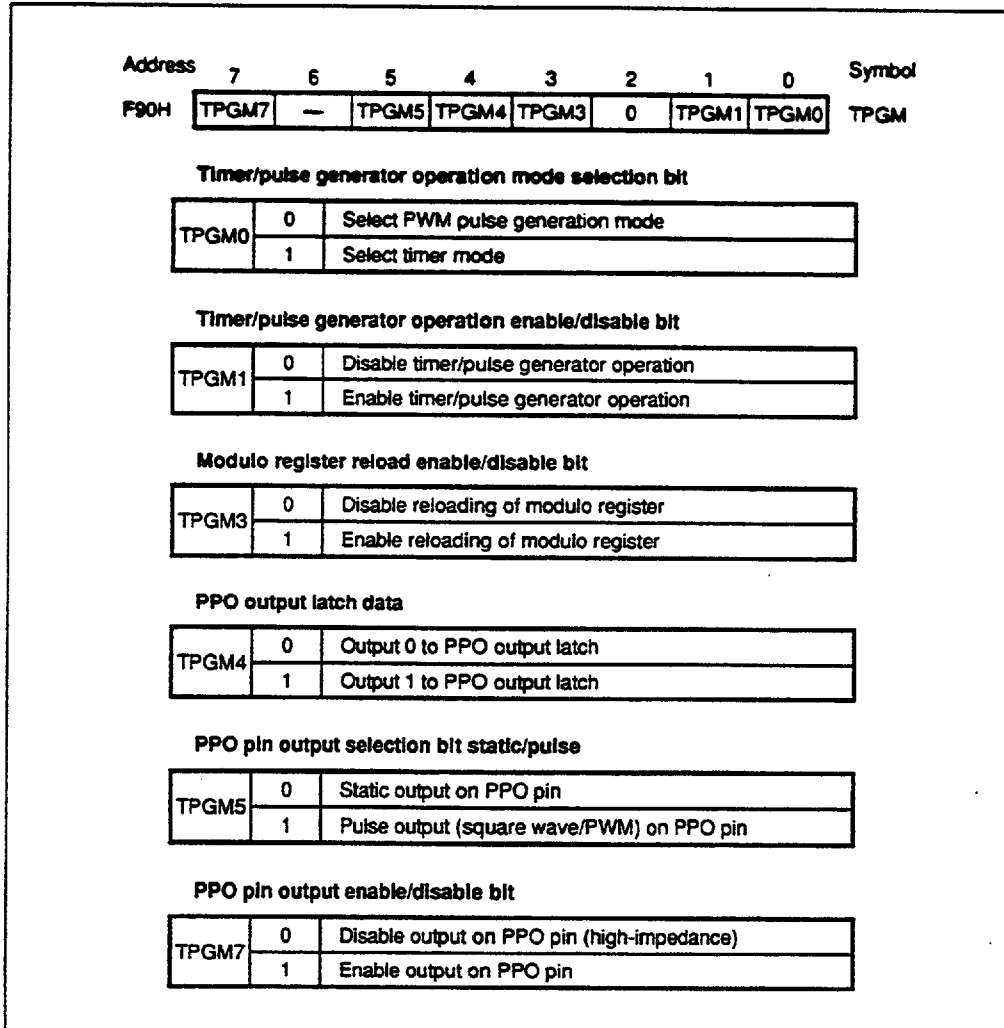 Address 7 6 5 4 3 2 1 0 Symbol
F90H TPGM7 — TPGM5 TPGM4 TPGM3 0 TPGM1 TPGM0 TPGM
Timer/pulse generator operation mode selection bit
TPGM0 0 Select PWM pulse generation mode
1 Select timer mode
Timer/pulse generator operation enable/disable bit
TPGM1 0 Disable timer/pulse generator operation
1 Enable timer/pulse generator operation
Modulo register reload enable/disable bit
TPGM3 0 Disable reloading of modulo register
1 Enable reloading of modulo register
PPO output latch data
TPGM4 0 Output 0 to PPO output latch
1 Output 1 to PPO output latch
PPO pin output selection bit static/pulse
TPGM5 0 Static output on PPO pin
1 Pulse output (square wave/PWM) on PPO pin
PPO pin output enable/disable bit
TPGM7 0 Disable output on PPO pin (high-impedance)
1 Enable output on PPO pin